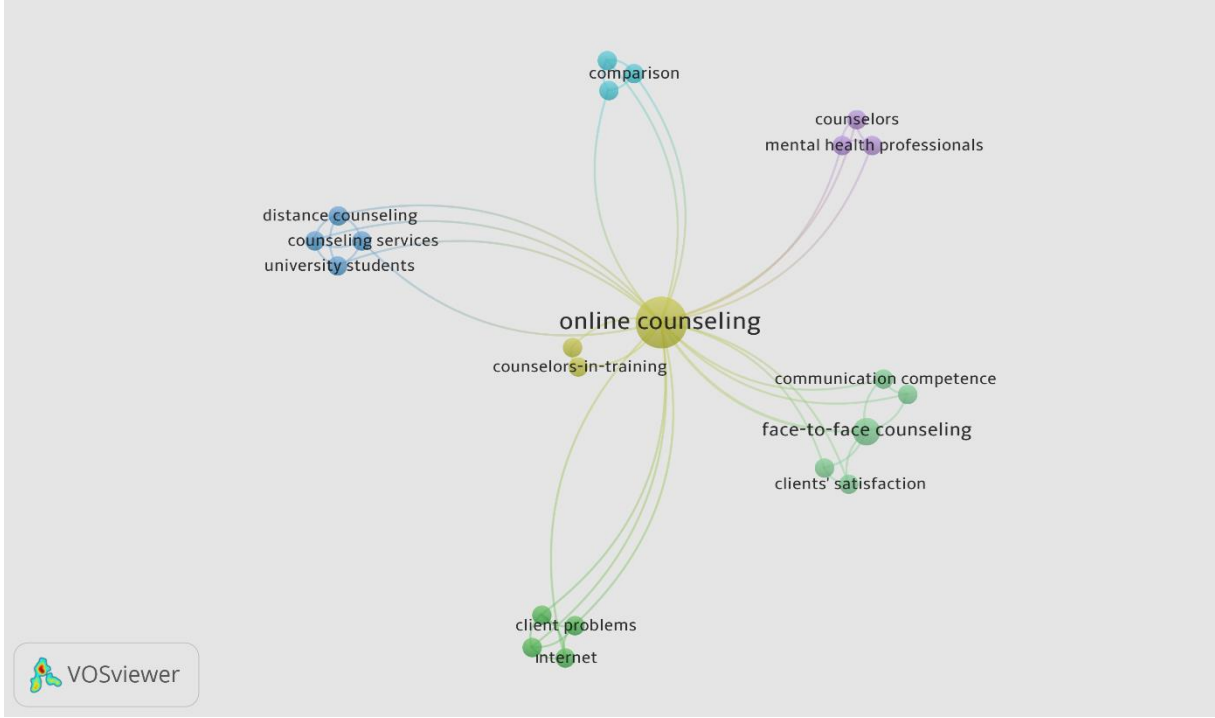 comparison
counselors
mental health professionals
distance counseling
counseling services
university students
online counseling
counselors-in-training
communication competence
face-to-face counseling
clients' satisfaction
client problems
internet
VOSviewer